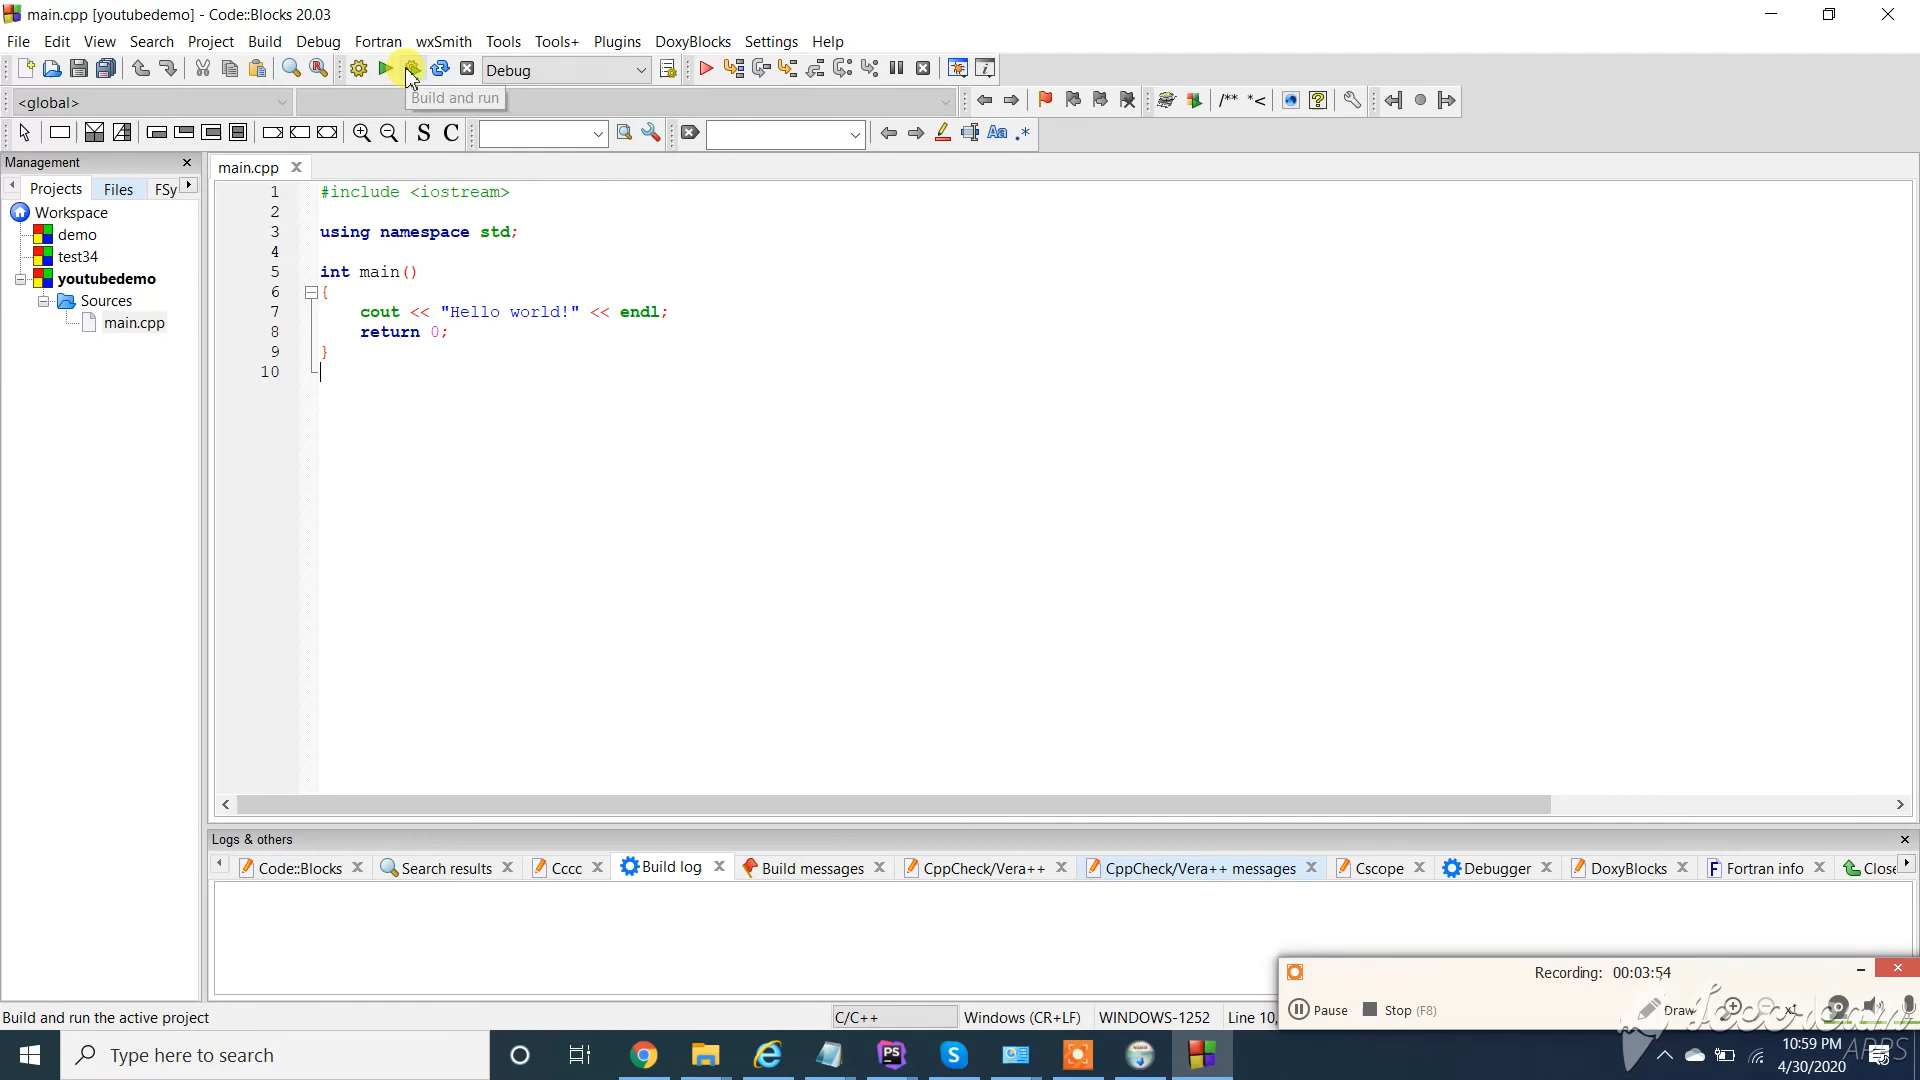 main.cpp [youtubedemo] - Code::Blocks 20.03
File Edit View Search Project Build Debug Fortran wxSmith Tools Tools+ Plugins DoxyBlocks Settings Help
Debug
<global>
Build and run
/** *<
S C
Aa .*
Management
main.cpp
Projects Files FSy
Workspace
demo
test34
youtubedemo
Sources
main.cpp
1 #include <iostream>
2
3 using namespace std;
4
5 int main()
6 {
7 cout << "Hello world!" << endl;
8 return 0;
9 }
10
Logs & others
Code::Blocks Search results Cccc Build log Build messages CppCheck/Vera++ CppCheck/Vera++ messages Cscope Debugger DoxyBlocks Fortran info Close
Recording: 00:03:54
Pause Stop (F8) Draw x1
Icecream
APPS
Build and run the active project C/C++ Windows (CR+LF) WINDOWS-1252 Line 10,
Type here to search
10:59 PM
4/30/2020